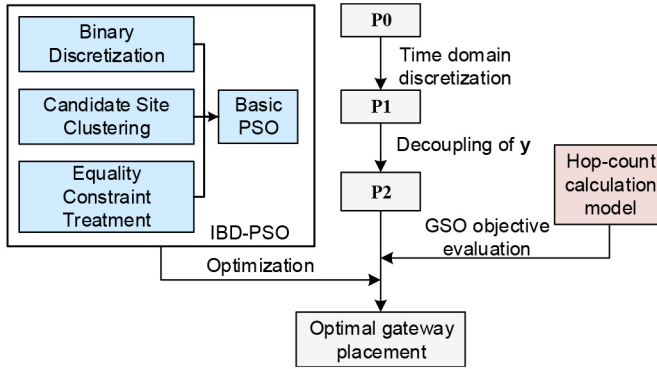 Binary
Discretization
Candidate Site
Clustering
Equality
Constraint
Treatment
Basic
PSO
IBD-PSO
P0
Time domain
discretization
P1
Decoupling of y
P2
Hop-count
calculation
model
GSO objective
evaluation
Optimization
Optimal gateway
placement